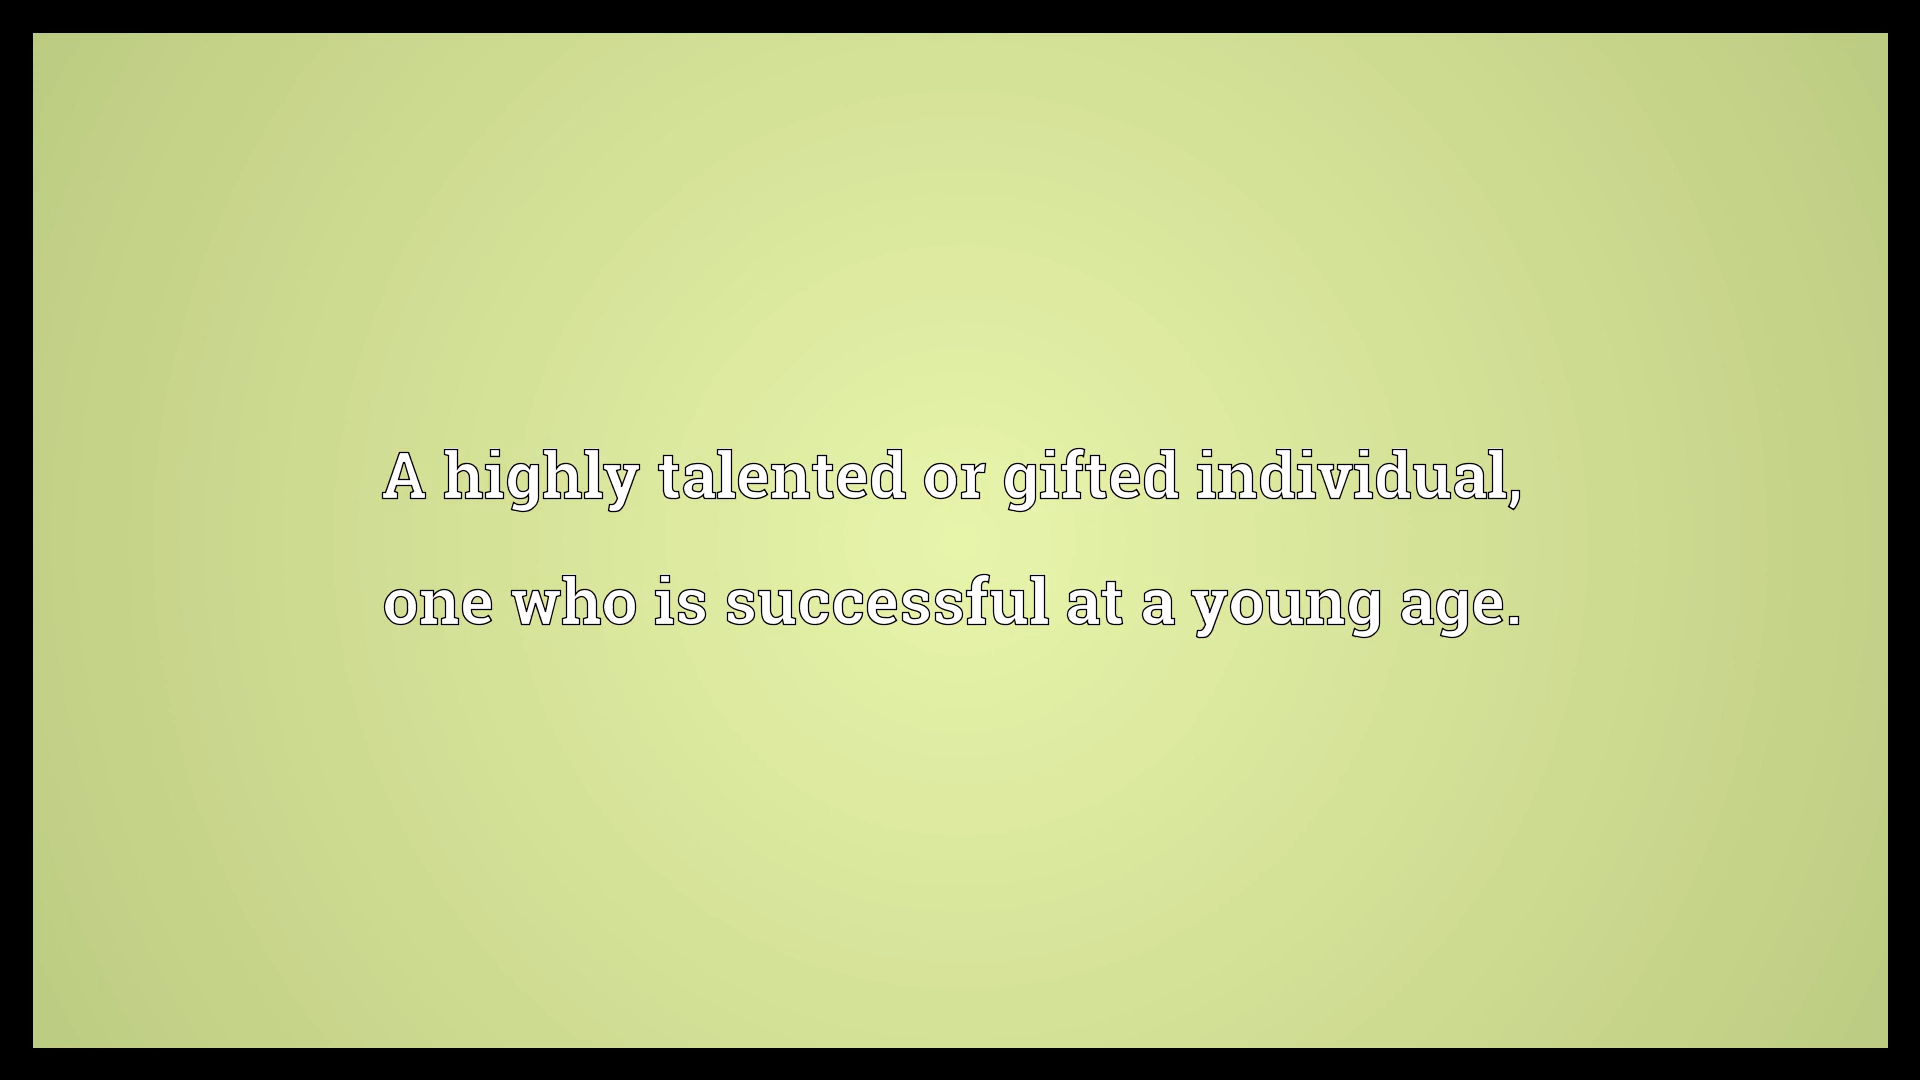 A highly talented or gifted individual,
one who is successful at a young age.